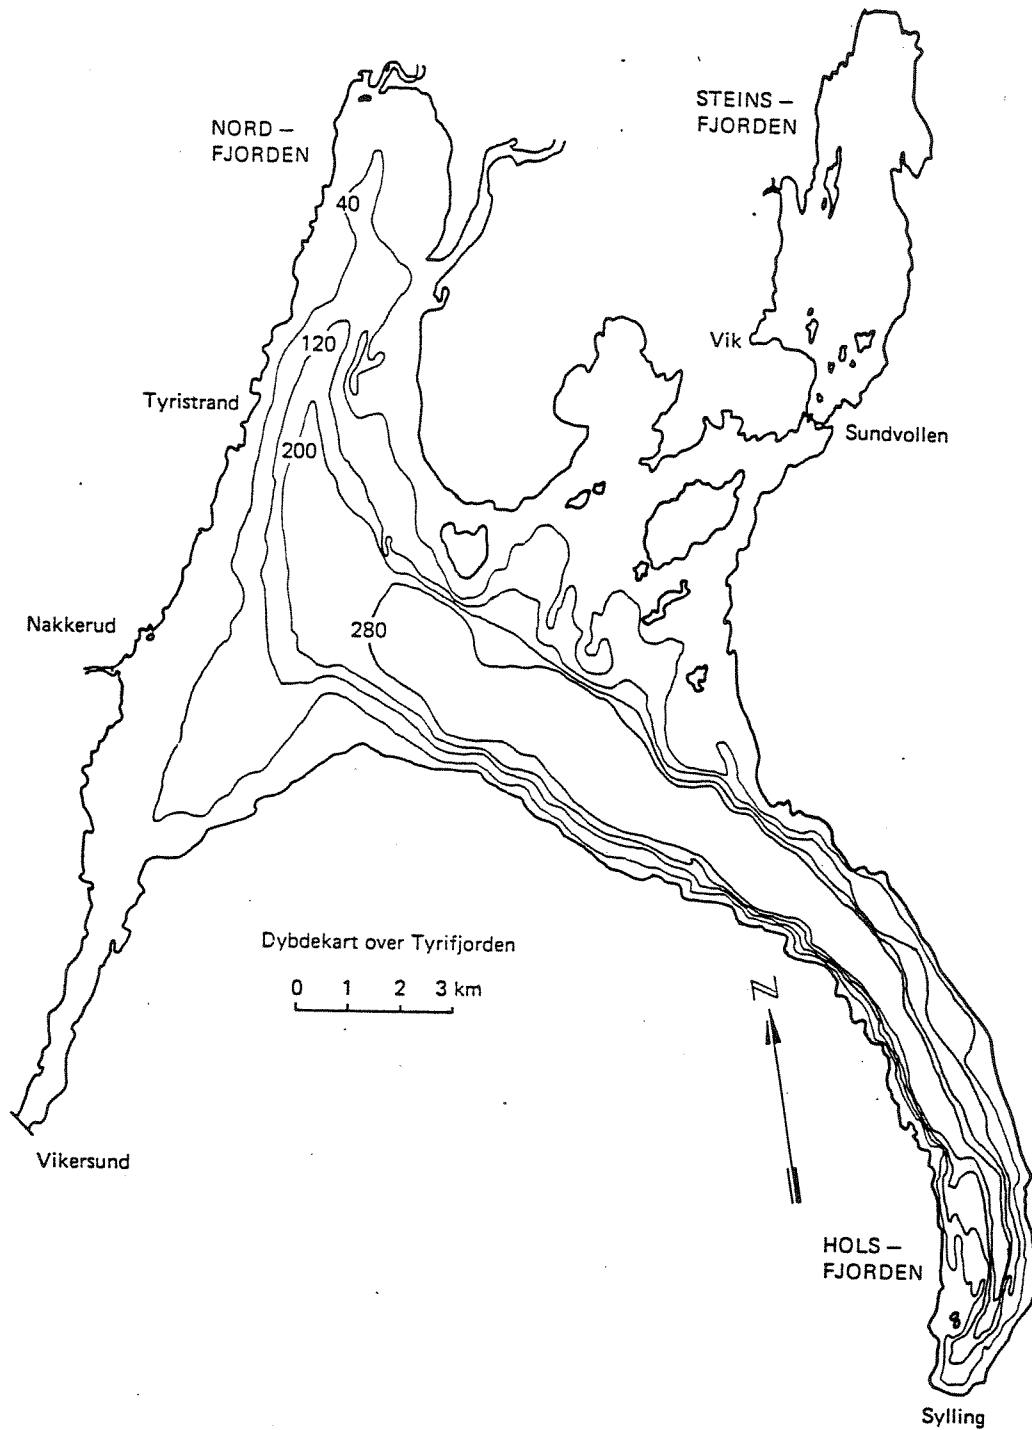 STEINS –
FJORDEN
NORD –
FJORDEN
40
Vik
120
Tyristrand
Sundvollen
200
Nakkerud
280
Dybdekart over Tyrifjorden
0 1 2 3 km
N
Vikersund
HOLS –
FJORDEN
Sylling